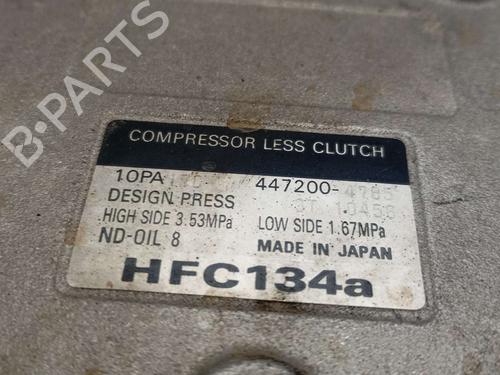 COMPRESSOR LESS CLUTCH
10PA 447200-
DESIGN PRESS
HIGH SIDE 3.53MPa LOW SIDE 1.67MPa
ND-OIL 8 MADE IN JAPAN
HFC134a
B-PARTS